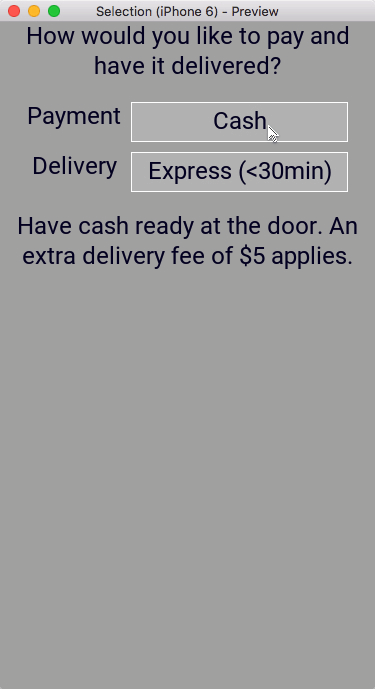 Selection (iPhone 6) - Preview
How would you like to pay and
have it delivered?
Payment
Cash
Delivery
Express (<30min)
Have cash ready at the door. An
extra delivery fee of $5 applies.